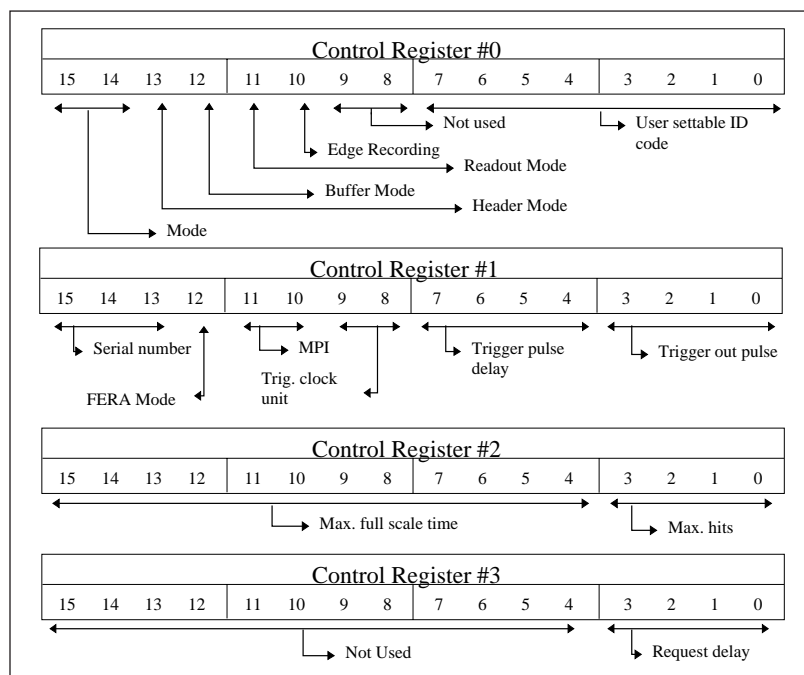 Control Register #0
15 14 13 12 11 10 9 8 7 6 5 4 3 2 1 0
Not used
User settable ID
code
Edge Recording
Readout Mode
Buffer Mode
Header Mode
Mode
Control Register #1
15 14 13 12 11 10 9 8 7 6 5 4 3 2 1 0
Serial number
MPI
Trigger pulse
delay
Trigger out pulse
Trig. clock
unit
FERA Mode
Control Register #2
15 14 13 12 11 10 9 8 7 6 5 4 3 2 1 0
Max. full scale time
Max. hits
Control Register #3
15 14 13 12 11 10 9 8 7 6 5 4 3 2 1 0
Not Used
Request delay